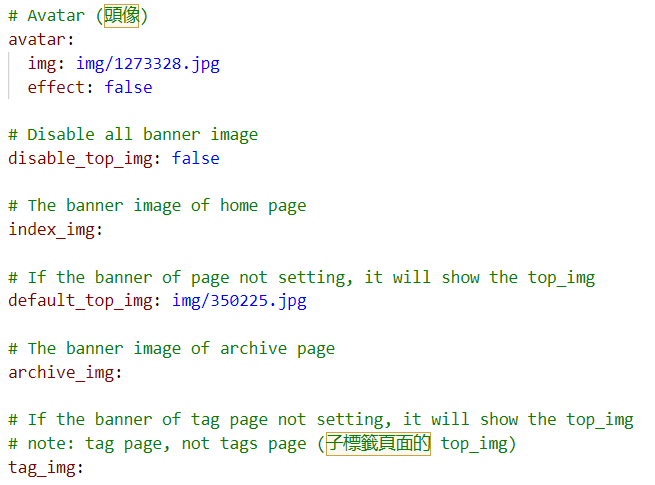 # Avatar (頭像)
avatar:
  img: img/1273328.jpg
  effect: false
# Disable all banner image
disable_top_img: false
# The banner image of home page
index_img:
# If the banner of page not setting, it will show the top_img
default_top_img: img/350225.jpg
# The banner image of archive page
archive_img:
# If the banner of tag page not setting, it will show the top_img
# note: tag page, not tags page (子標籤頁面的 top_img)
tag_img: